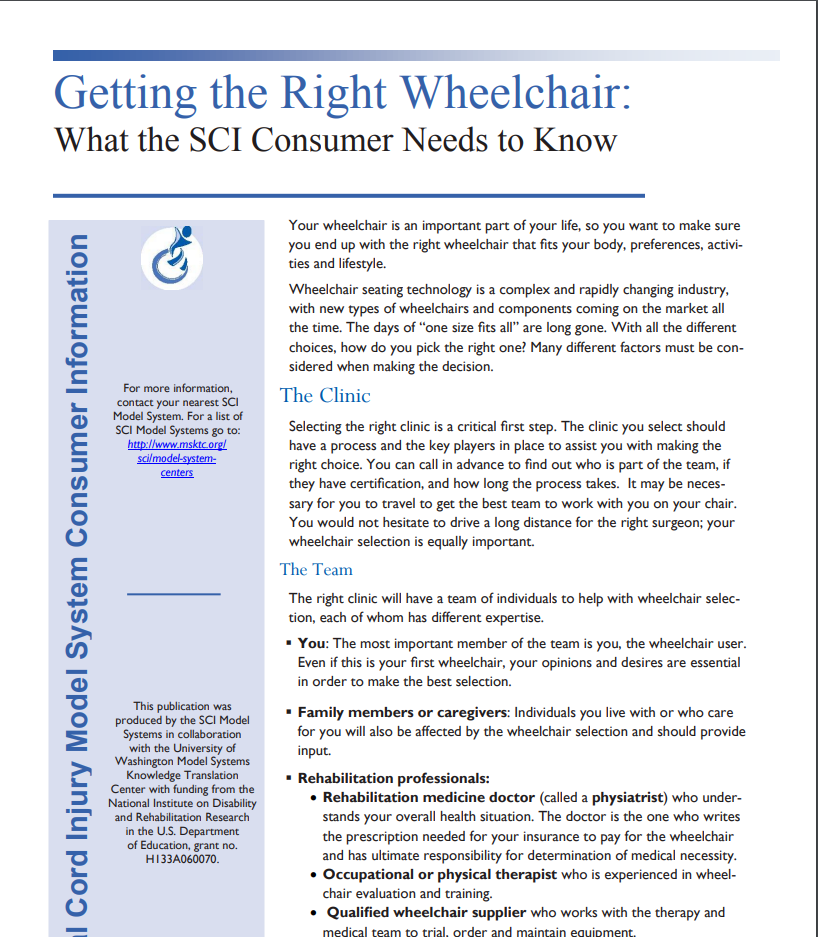 Getting the Right Wheelchair:
What the SCI Consumer Needs to Know
l Cord Injury Model System Consumer Information
For more information,
contact your nearest SCI
Model System. For a list of
SCI Model Systems go to:
http://www.msktc.org/
sci/model-system-
centers
This publication was
produced by the SCI Model
Systems in collaboration
with the University of
Washington Model Systems
Knowledge Translation
Center with funding from the
National Institute on Disability
and Rehabilitation Research
in the U.S. Department
of Education, grant no.
H133A060070.
Your wheelchair is an important part of your life, so you want to make sure
you end up with the right wheelchair that fits your body, preferences, activi-
ties and lifestyle.
Wheelchair seating technology is a complex and rapidly changing industry,
with new types of wheelchairs and components coming on the market all
the time. The days of “one size fits all” are long gone. With all the different
choices, how do you pick the right one? Many different factors must be con-
sidered when making the decision.
The Clinic
Selecting the right clinic is a critical first step. The clinic you select should
have a process and the key players in place to assist you with making the
right choice. You can call in advance to find out who is part of the team, if
they have certification, and how long the process takes.  It may be neces-
sary for you to travel to get the best team to work with you on your chair.
You would not hesitate to drive a long distance for the right surgeon; your
wheelchair selection is equally important.
The Team
The right clinic will have a team of individuals to help with wheelchair selec-
tion, each of whom has different expertise.
▪ You: The most important member of the team is you, the wheelchair user.
Even if this is your first wheelchair, your opinions and desires are essential
in order to make the best selection.
▪ Family members or caregivers: Individuals you live with or who care
for you will also be affected by the wheelchair selection and should provide
input.
▪ Rehabilitation professionals:
• Rehabilitation medicine doctor (called a physiatrist) who under-
stands your overall health situation. The doctor is the one who writes
the prescription needed for your insurance to pay for the wheelchair
and has ultimate responsibility for determination of medical necessity.
• Occupational or physical therapist who is experienced in wheel-
chair evaluation and training.
• Qualified wheelchair supplier who works with the therapy and
medical team to trial, order and maintain equipment.